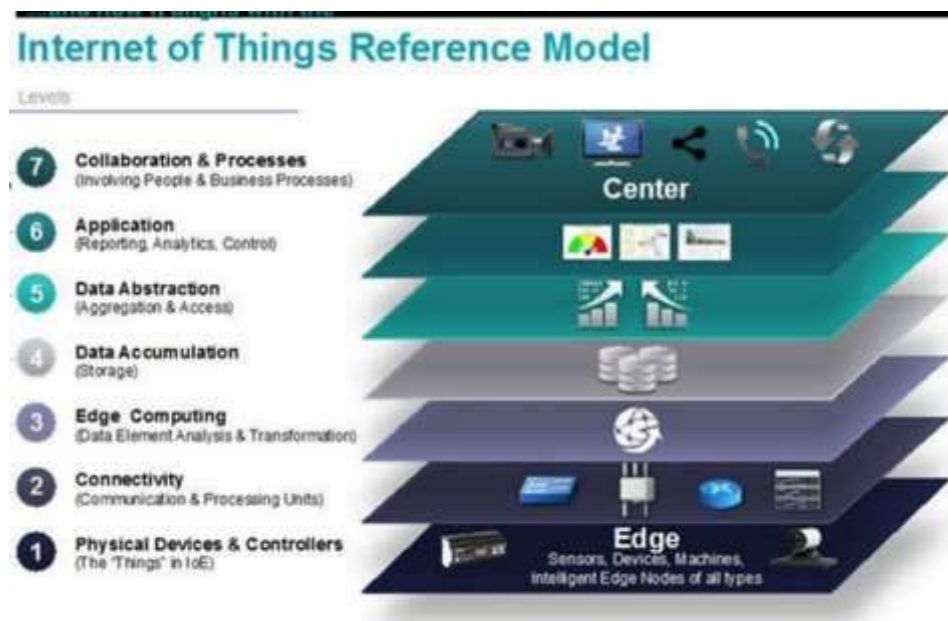 Internet of Things Reference Model
Levels
7
Collaboration & Processes
(Involving People & Business Processes)
Center
6
Application
(Reporting, Analytics, Control)
5
Data Abstraction
(Aggregation & Access)
4
Data Accumulation
(Storage)
3
Edge Computing
(Data Element Analysis & Transformation)
2
Connectivity
(Communication & Processing Units)
1
Physical Devices & Controllers
(The "Things" in IoE)
Edge
Sensors, Devices, Machines,
Intelligent Edge Nodes of all types